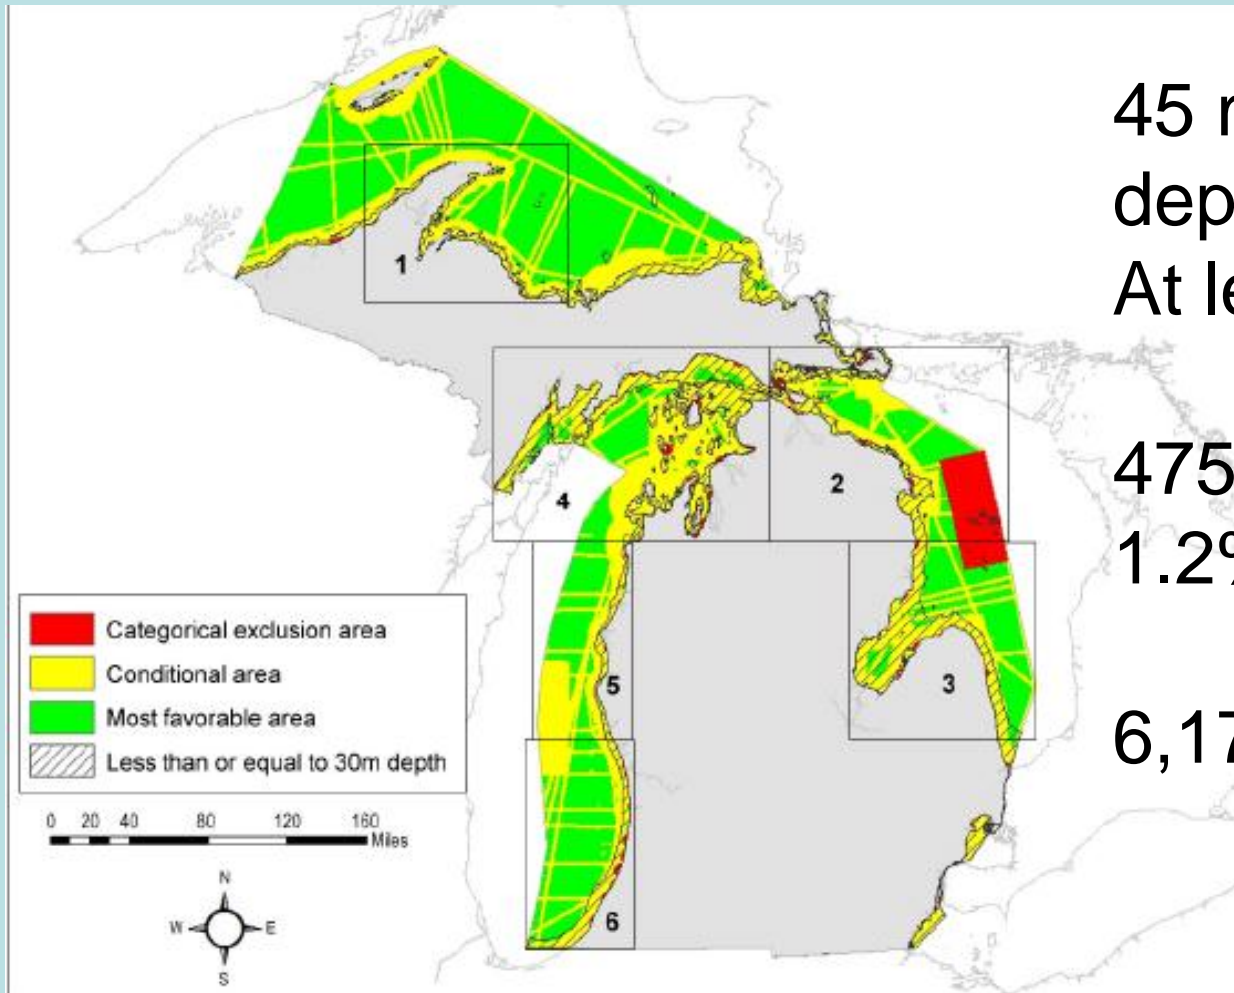 45 r
dep
At le
475
1.2%
6,17
1
2
4
3
5
6
Categorical exclusion area
Conditional area
Most favorable area
Less than or equal to 30m depth
0 20 40 80 120 160
Miles
N
W E
S